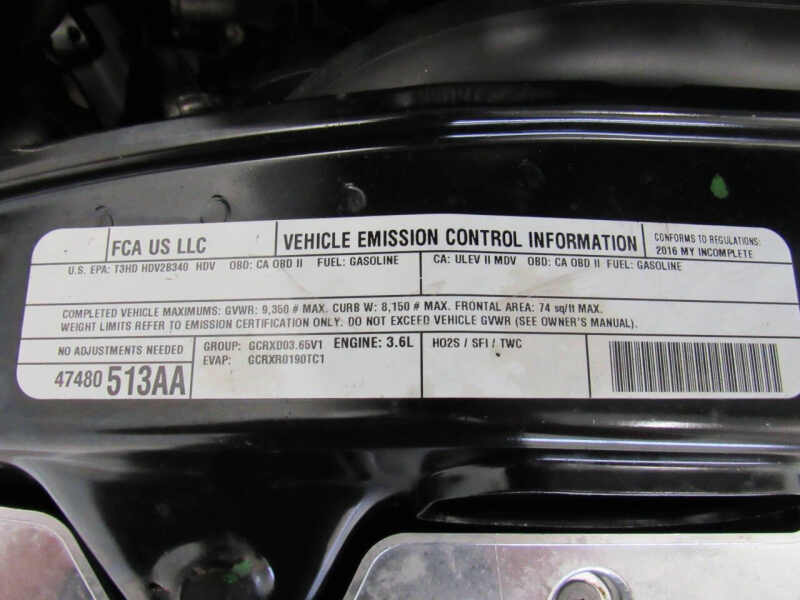 FCA US LLC
VEHICLE EMISSION CONTROL INFORMATION
CONFORMS TO REGULATIONS:
2016 MY INCOMPLETE
U.S. EPA: T3HD HDV2B340 HDV OBD: CA OBD II FUEL: GASOLINE
CA: ULEV II MDV OBD: CA OBD II FUEL: GASOLINE
COMPLETED VEHICLE MAXIMUMS: GVWR: 9,350 # MAX. CURB W: 8,150 # MAX. FRONTAL AREA: 74 sq/ft MAX.
WEIGHT LIMITS REFER TO EMISSION CERTIFICATION ONLY. DO NOT EXCEED VEHICLE GVWR (SEE OWNER'S MANUAL).
NO ADJUSTMENTS NEEDED
47480 513AA
GROUP: GCRXD03.65V1 ENGINE: 3.6L
EVAP: GCRXR0190TC1
HO2S / SFI / TWC